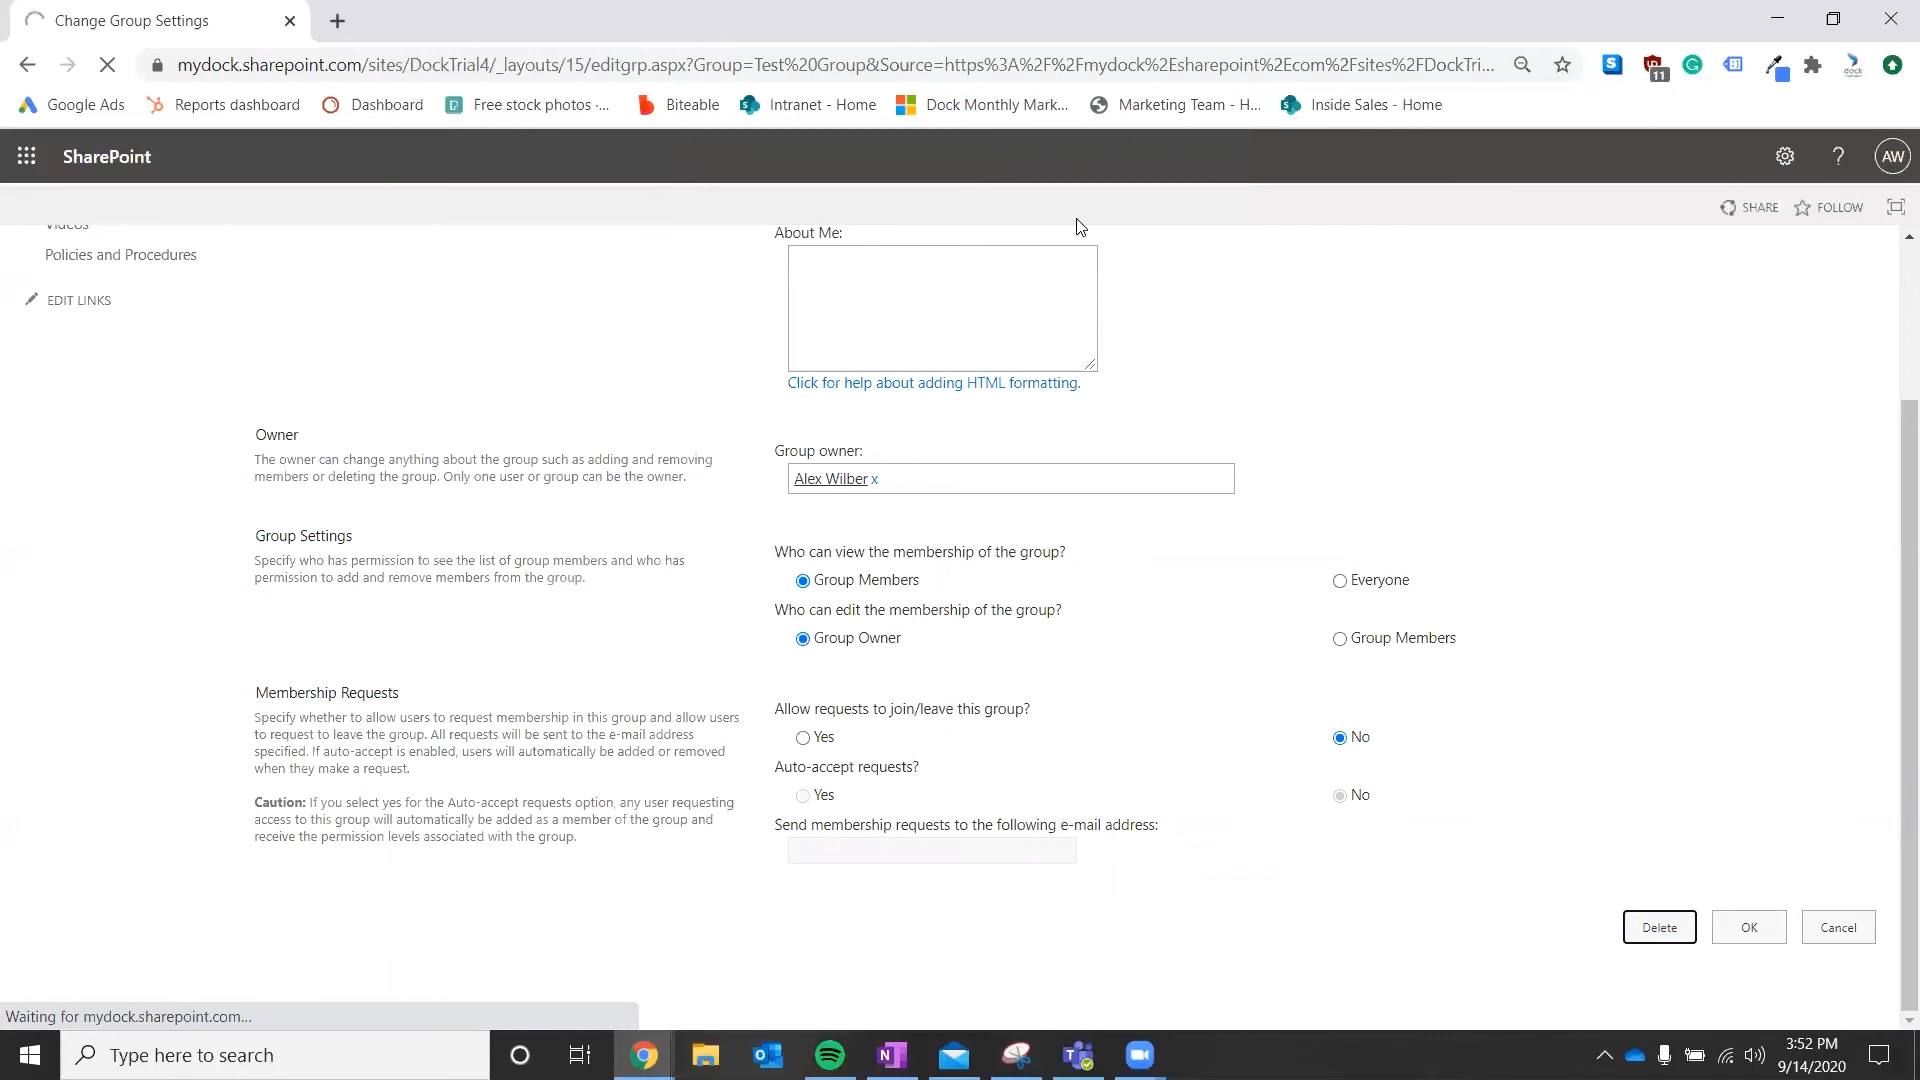 Change Group Settings
mydock.sharepoint.com/sites/DockTrial4/_layouts/15/editgrp.aspx?Group=Test%20Group&Source=https%3A%2F%2Fmydock%2Esharepoint%2Ecom%2Fsites%2FDockTri...
11
dock
Google Ads
Reports dashboard
Dashboard
Free stock photos -...
Biteable
Intranet - Home
Dock Monthly Mark...
Marketing Team - H...
Inside Sales - Home
SharePoint
?
AW
SHARE
FOLLOW
Videos
Policies and Procedures
EDIT LINKS
About Me:
Click for help about adding HTML formatting.
Owner
The owner can change anything about the group such as adding and removing
members or deleting the group. Only one user or group can be the owner.
Group owner:
Alex Wilber x
Group Settings
Specify who has permission to see the list of group members and who has
permission to add and remove members from the group.
Who can view the membership of the group?
Group Members
Everyone
Who can edit the membership of the group?
Group Owner
Group Members
Membership Requests
Specify whether to allow users to request membership in this group and allow users
to request to leave the group. All requests will be sent to the e-mail address
specified. If auto-accept is enabled, users will automatically be added or removed
when they make a request.
Caution: If you select yes for the Auto-accept requests option, any user requesting
access to this group will automatically be added as a member of the group and
receive the permission levels associated with the group.
Allow requests to join/leave this group?
Yes
No
Auto-accept requests?
Yes
No
Send membership requests to the following e-mail address:
Delete
OK
Cancel
Waiting for mydock.sharepoint.com...
Type here to search
3:52 PM
9/14/2020